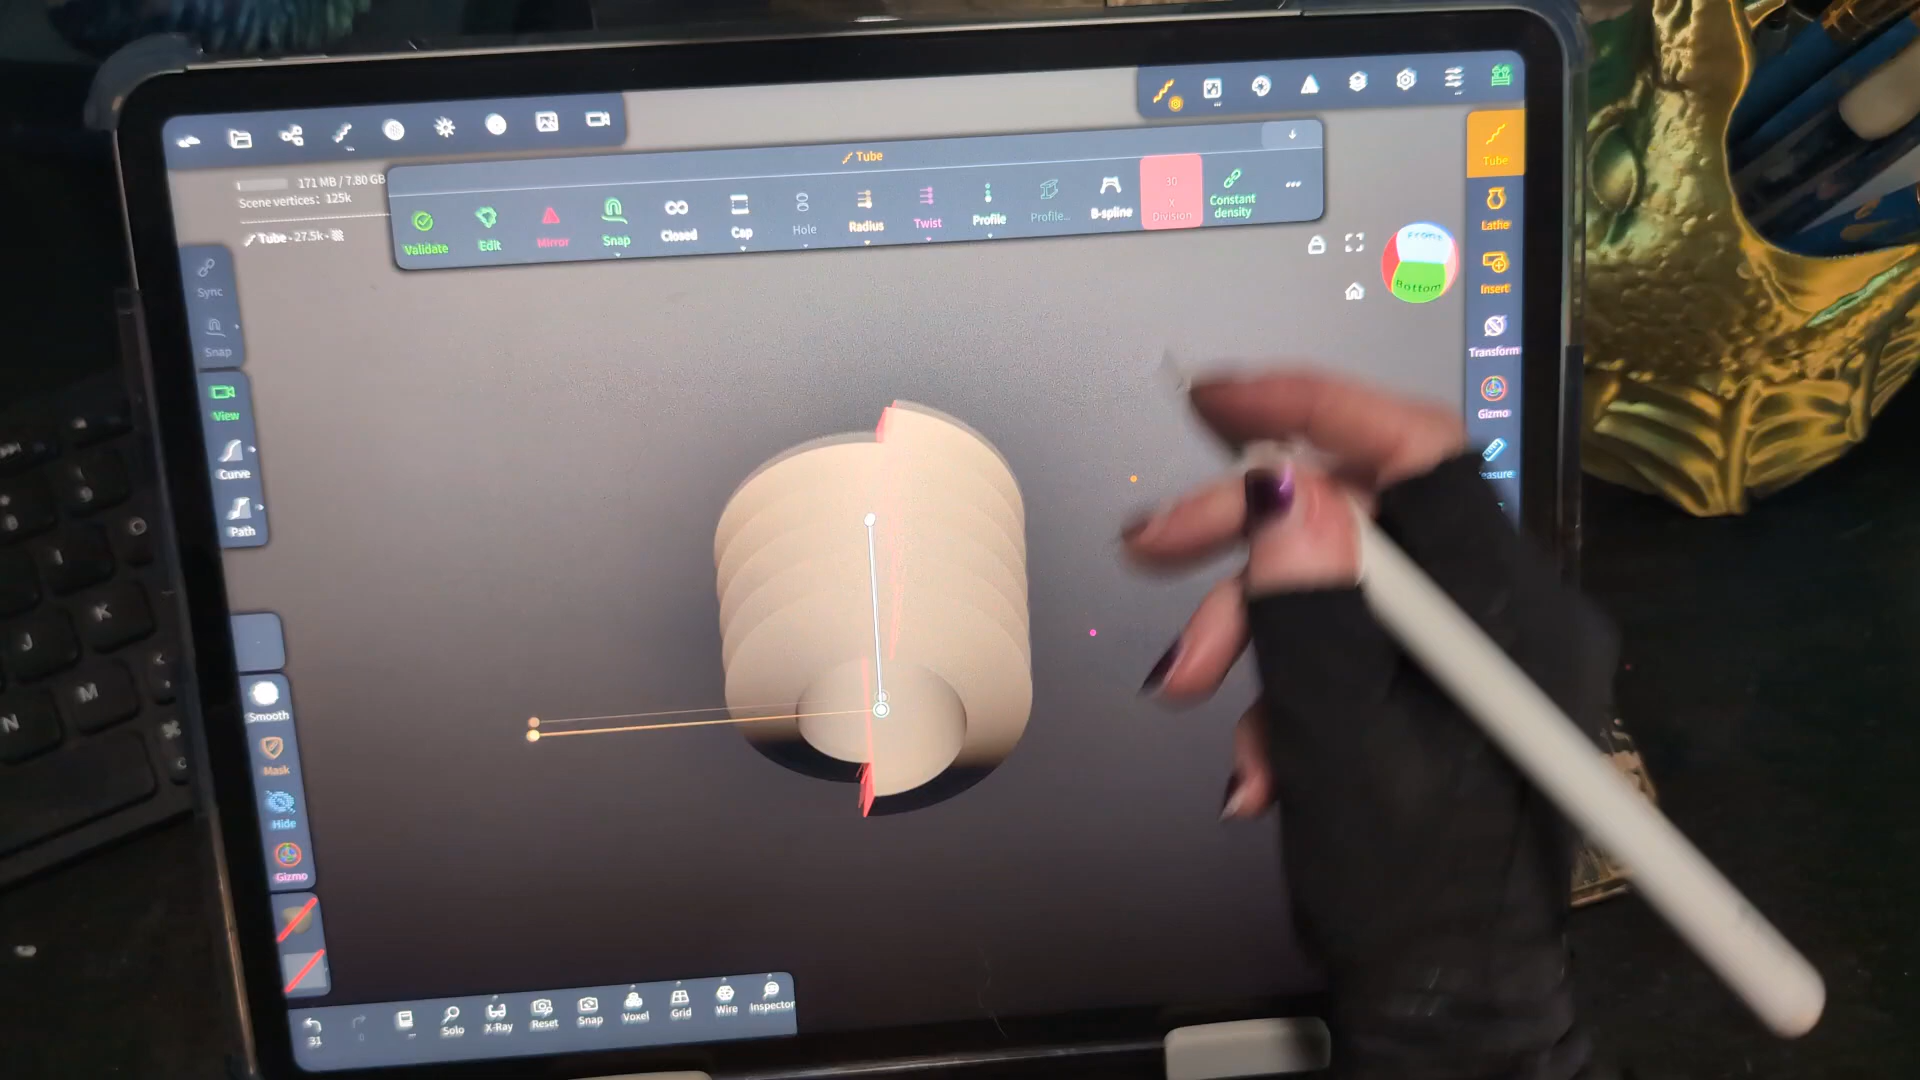 171 MB / 7.80 GB
Scene vertices: 125k
Tube - 27.5k -
Tube
Validate
Edit
Mirror
Snap
Closed
Cap
Hole
Radius
Twist
Profile
Profile...
B-spline
30
x
Division
Constant
density
...
Sync
Snap
View
Curve
Path
Smooth
Mask
Hide
Gizmo
Front
Bottom
Tube
Lathe
Insert
Transform
Gizmo
easure
31
Solo
X-Ray
Reset
Snap
Voxel
Grid
Wire
Inspector
K
J
M
N